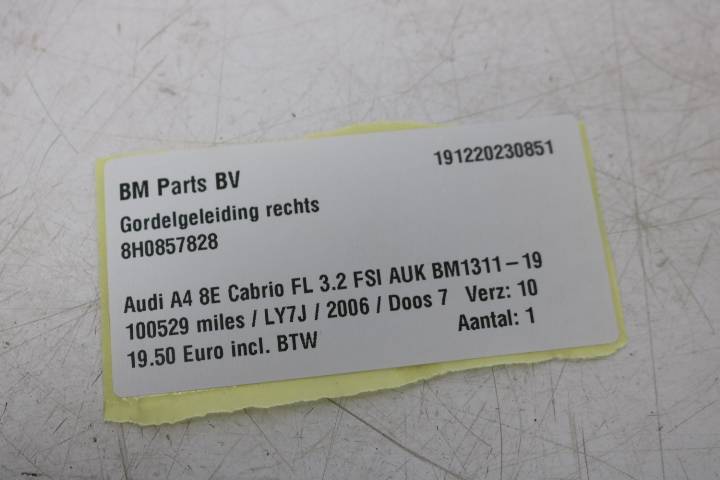 BM Parts BV 191220230851
Gordelgeleiding rechts
8H0857828
Audi A4 8E Cabrio FL 3.2 FSI AUK BM1311-19
100529 miles / LY7J / 2006 / Doos 7 Verz: 10
19.50 Euro incl. BTW Aantal: 1